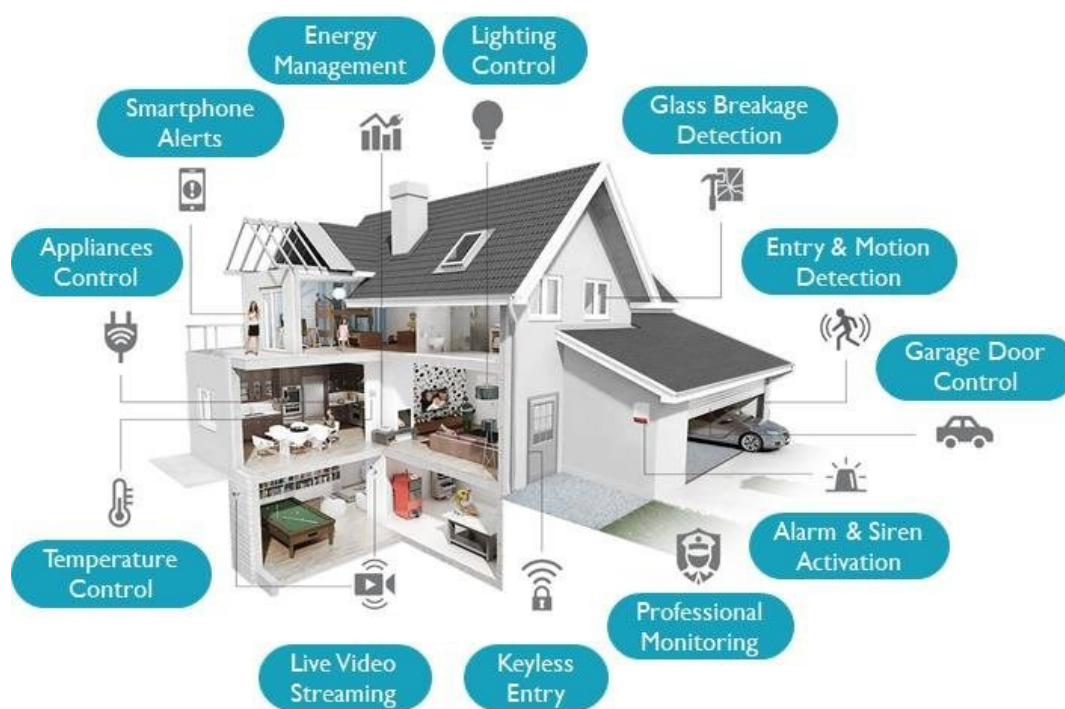 Energy
Management
Lighting
Control
Smartphone
Alerts
Glass Breakage
Detection
Appliances
Control
Entry & Motion
Detection
Garage Door
Control
Temperature
Control
Alarm & Siren
Activation
Professional
Monitoring
Live Video
Streaming
Keyless
Entry